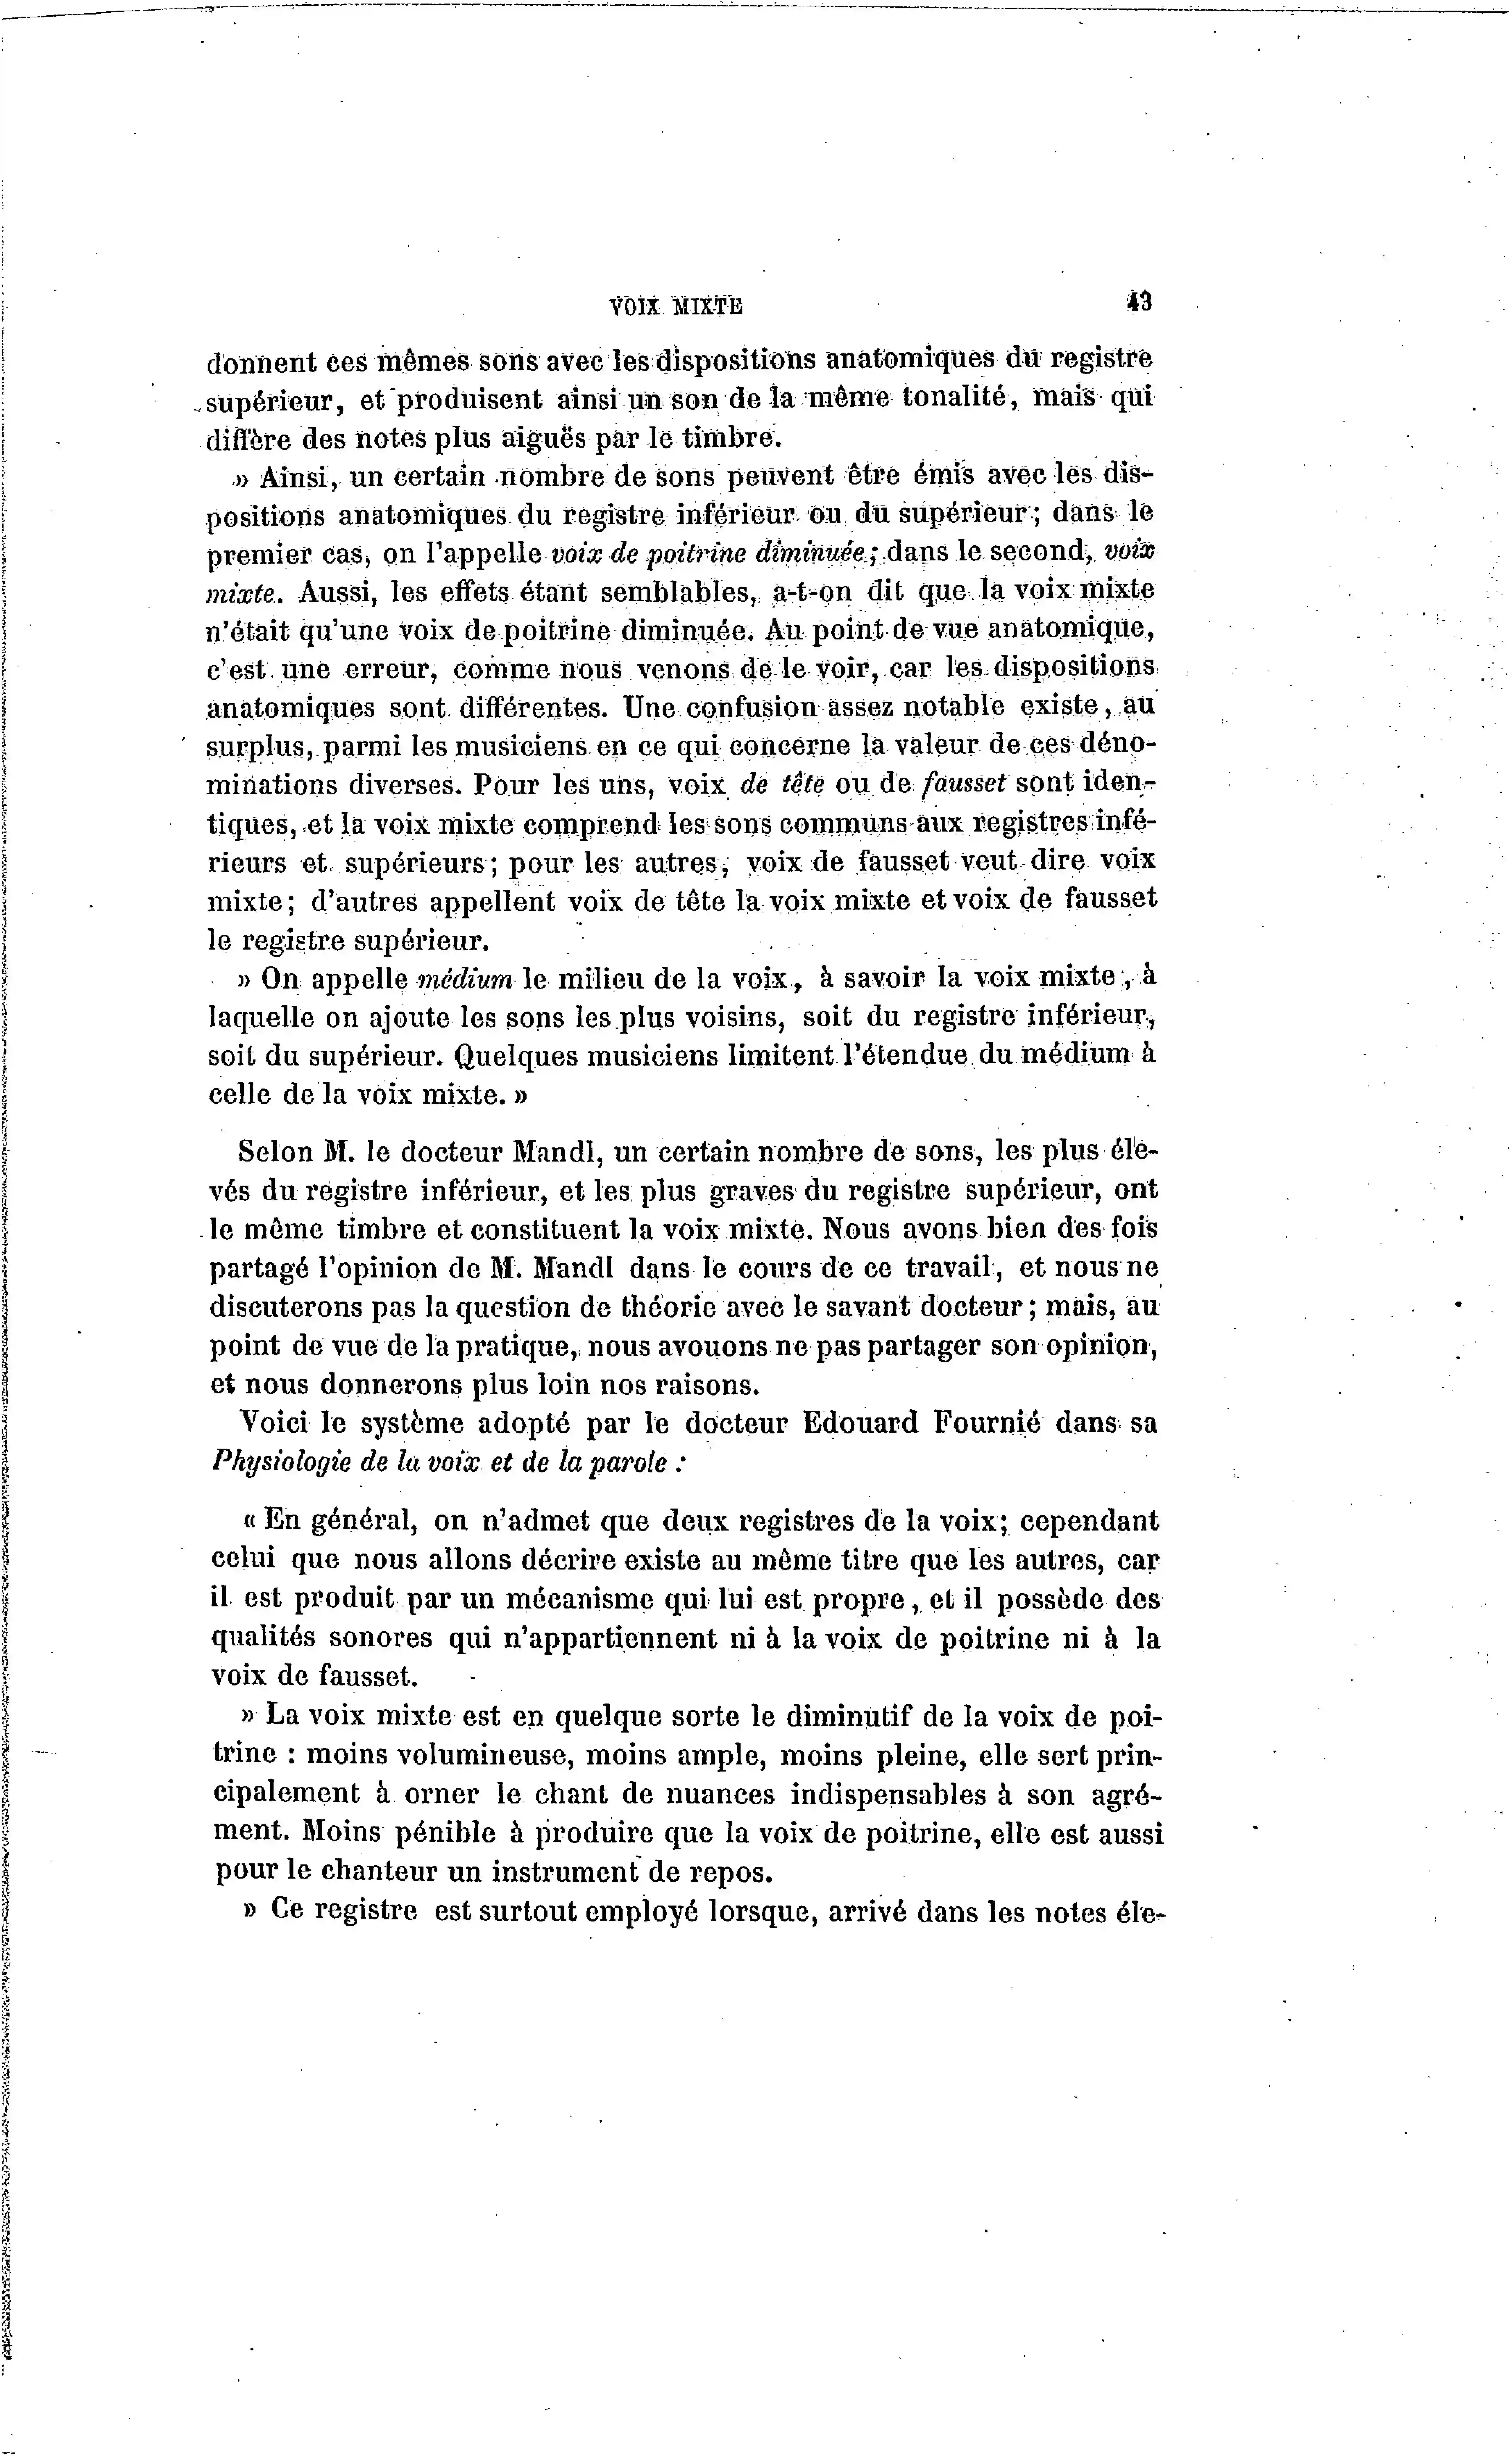 VOIX MIXTE 43
donnent ces mêmes sons avec les dispositions anatomiques du registre
supérieur, et produisent ainsi un son de la même tonalité, mais qui
diffère des notes plus aiguës par le timbre.
» Ainsi, un certain nombre de sons peuvent être émis avec les dis-
positions anatomiques du registre inférieur ou du supérieur; dans le
premier cas, on l'appelle voix de poitrine diminuée; dans le second, voix
mixte. Aussi, les effets étant semblables, a-t-on dit que la voix mixte
n'était qu'une voix de poitrine diminuée. Au point de vue anatomique,
c'est une erreur, comme nous venons de le voir, car les dispositions
anatomiques sont différentes. Une confusion assez notable existe, au
surplus, parmi les musiciens en ce qui concerne la valeur de ces déno-
minations diverses. Pour les uns, voix de tête ou de fausset sont iden-
tiques, et la voix mixte comprend les sons communs aux registres infé-
rieurs et supérieurs; pour les autres, voix de fausset veut dire voix
mixte; d'autres appellent voix de tête la voix mixte et voix de fausset
le registre supérieur.
» On appelle médium le milieu de la voix, à savoir la voix mixte, à
laquelle on ajoute les sons les plus voisins, soit du registre inférieur,
soit du supérieur. Quelques musiciens limitent l'étendue du médium à
celle de la voix mixte. »
Selon M. le docteur Mandl, un certain nombre de sons, les plus éle-
vés du registre inférieur, et les plus graves du registre supérieur, ont
le même timbre et constituent la voix mixte. Nous avons bien des fois
partagé l'opinion de M. Mandl dans le cours de ce travail, et nous ne
discuterons pas la question de théorie avec le savant docteur; mais, au
point de vue de la pratique, nous avouons ne pas partager son opinion,
et nous donnerons plus loin nos raisons.
Voici le système adopté par le docteur Edouard Fournié dans sa
Physiologie de la voix et de la parole :
« En général, on n'admet que deux registres de la voix; cependant
celui que nous allons décrire existe au même titre que les autres, car
il est produit par un mécanisme qui lui est propre, et il possède des
qualités sonores qui n'appartiennent ni à la voix de poitrine ni à la
voix de fausset.
» La voix mixte est en quelque sorte le diminutif de la voix de poi-
trine : moins volumineuse, moins ample, moins pleine, elle sert prin-
cipalement à orner le chant de nuances indispensables à son agré-
ment. Moins pénible à produire que la voix de poitrine, elle est aussi
pour le chanteur un instrument de repos.
» Ce registre est surtout employé lorsque, arrivé dans les notes éle-